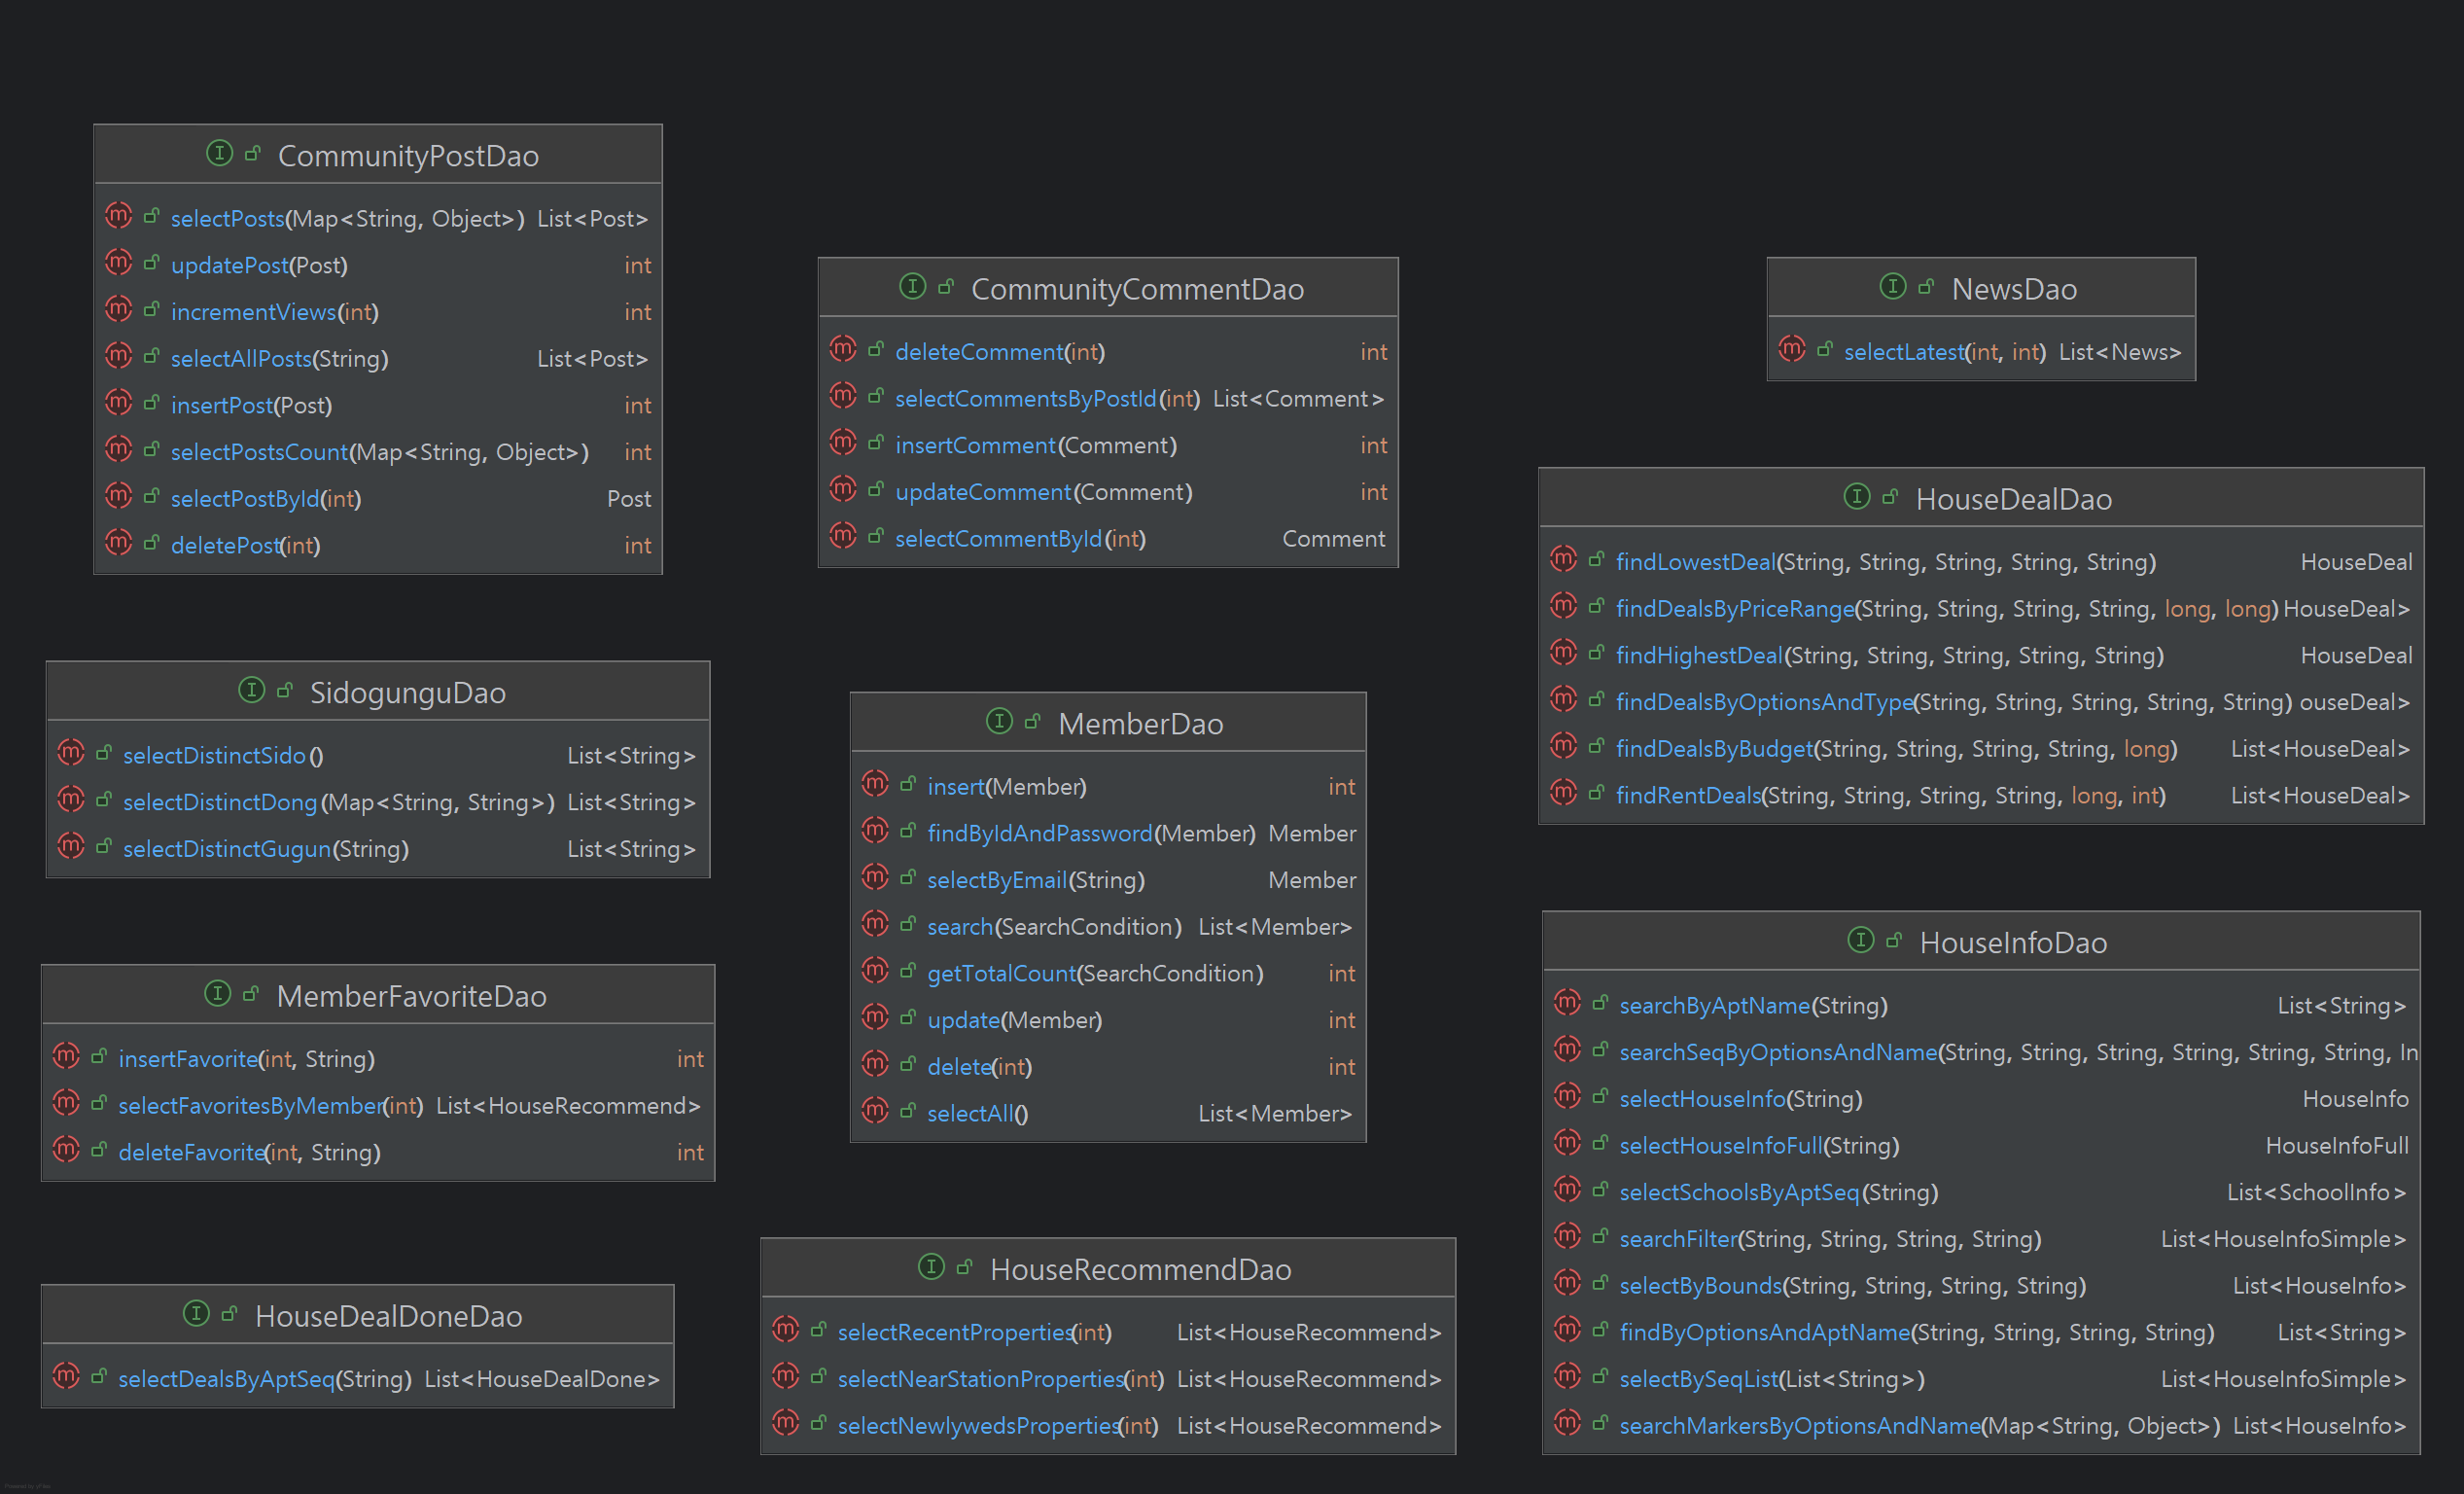 CommunityPostDao
selectPosts(Map<String, Object>) List<Post>
updatePost(Post) int
incrementViews(int) int
selectAllPosts(String) List<Post>
insertPost(Post) int
selectPostsCount(Map<String, Object>) int
selectPostById(int) Post
deletePost(int) int
CommunityCommentDao
deleteComment(int) int
selectCommentsByPostId(int) List<Comment>
insertComment(Comment) int
updateComment(Comment) int
selectCommentById(int) Comment
NewsDao
selectLatest(int, int) List<News>
HouseDealDao
findLowestDeal(String, String, String, String, String) HouseDeal
findDealsByPriceRange(String, String, String, String, long, long) HouseDeal>
findHighestDeal(String, String, String, String, String) HouseDeal
findDealsByOptionsAndType(String, String, String, String, String) ouseDeal>
findDealsByBudget(String, String, String, String, long) List<HouseDeal>
findRentDeals(String, String, String, String, long, int) List<HouseDeal>
SidogunguDao
selectDistinctSido() List<String>
selectDistinctDong(Map<String, String>) List<String>
selectDistinctGugun(String) List<String>
MemberDao
insert(Member) int
findByIdAndPassword(Member) Member
selectByEmail(String) Member
search(SearchCondition) List<Member>
getTotalCount(SearchCondition) int
update(Member) int
delete(int) int
selectAll() List<Member>
HouseInfoDao
searchByAptName(String) List<String>
searchSeqByOptionsAndName(String, String, String, String, String, String, In
selectHouseInfo(String) HouseInfo
selectHouseInfoFull(String) HouseInfoFull
selectSchoolsByAptSeq(String) List<SchoolInfo>
searchFilter(String, String, String, String) List<HouseInfoSimple>
selectByBounds(String, String, String, String) List<HouseInfo>
findByOptionsAndAptName(String, String, String, String) List<String>
selectBySeqList(List<String>) List<HouseInfoSimple>
searchMarkersByOptionsAndName(Map<String, Object>) List<HouseInfo>
MemberFavoriteDao
insertFavorite(int, String) int
selectFavoritesByMember(int) List<HouseRecommend>
deleteFavorite(int, String) int
HouseRecommendDao
selectRecentProperties(int) List<HouseRecommend>
selectNearStationProperties(int) List<HouseRecommend>
selectNewlywedsProperties(int) List<HouseRecommend>
HouseDealDoneDao
selectDealsByAptSeq(String) List<HouseDealDone>